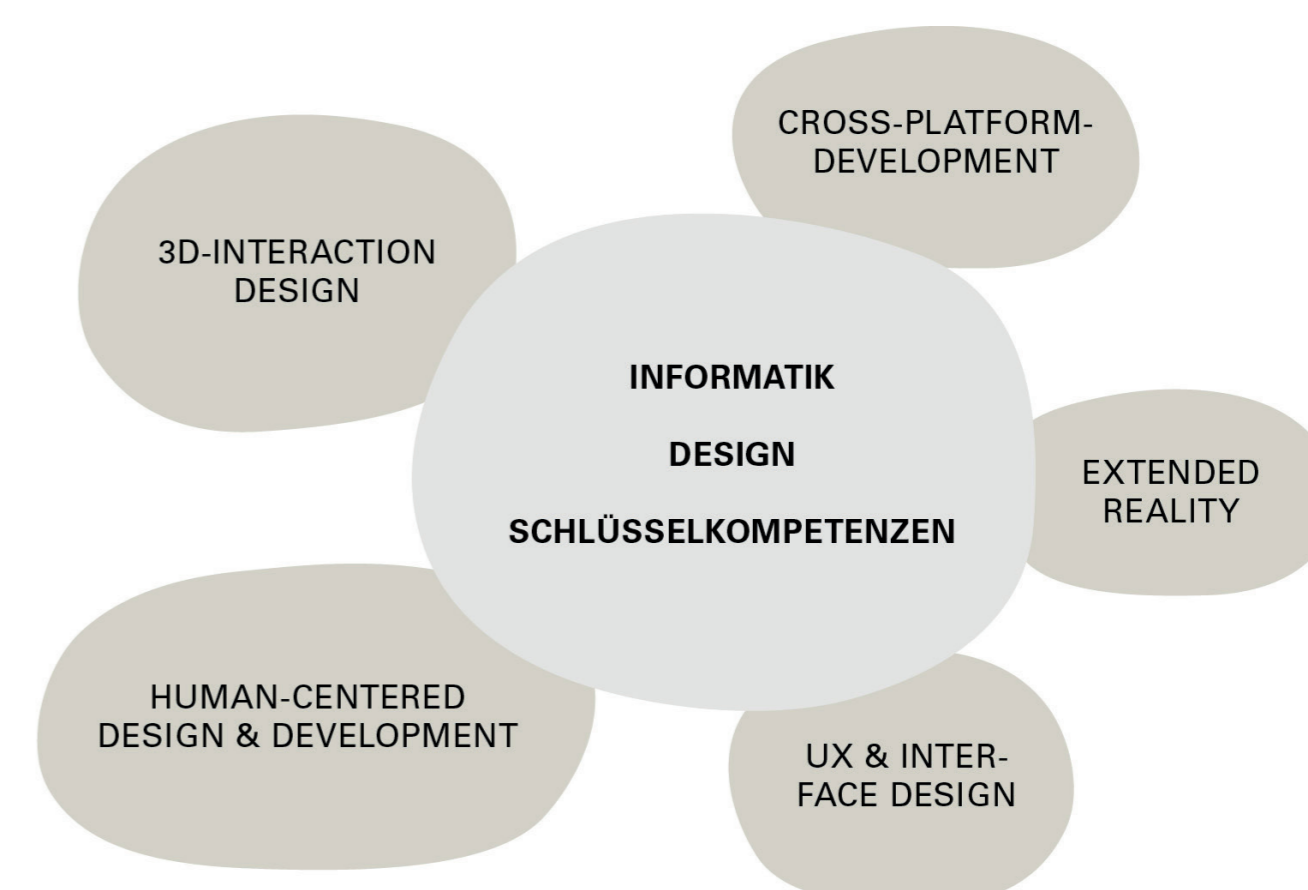 CROSS-PLATFORM-
DEVELOPMENT
3D-INTERACTION
DESIGN
INFORMATIK
DESIGN
SCHLÜSSELKOMPETENZEN
EXTENDED
REALITY
HUMAN-CENTERED
DESIGN & DEVELOPMENT
UX & INTER-
FACE DESIGN